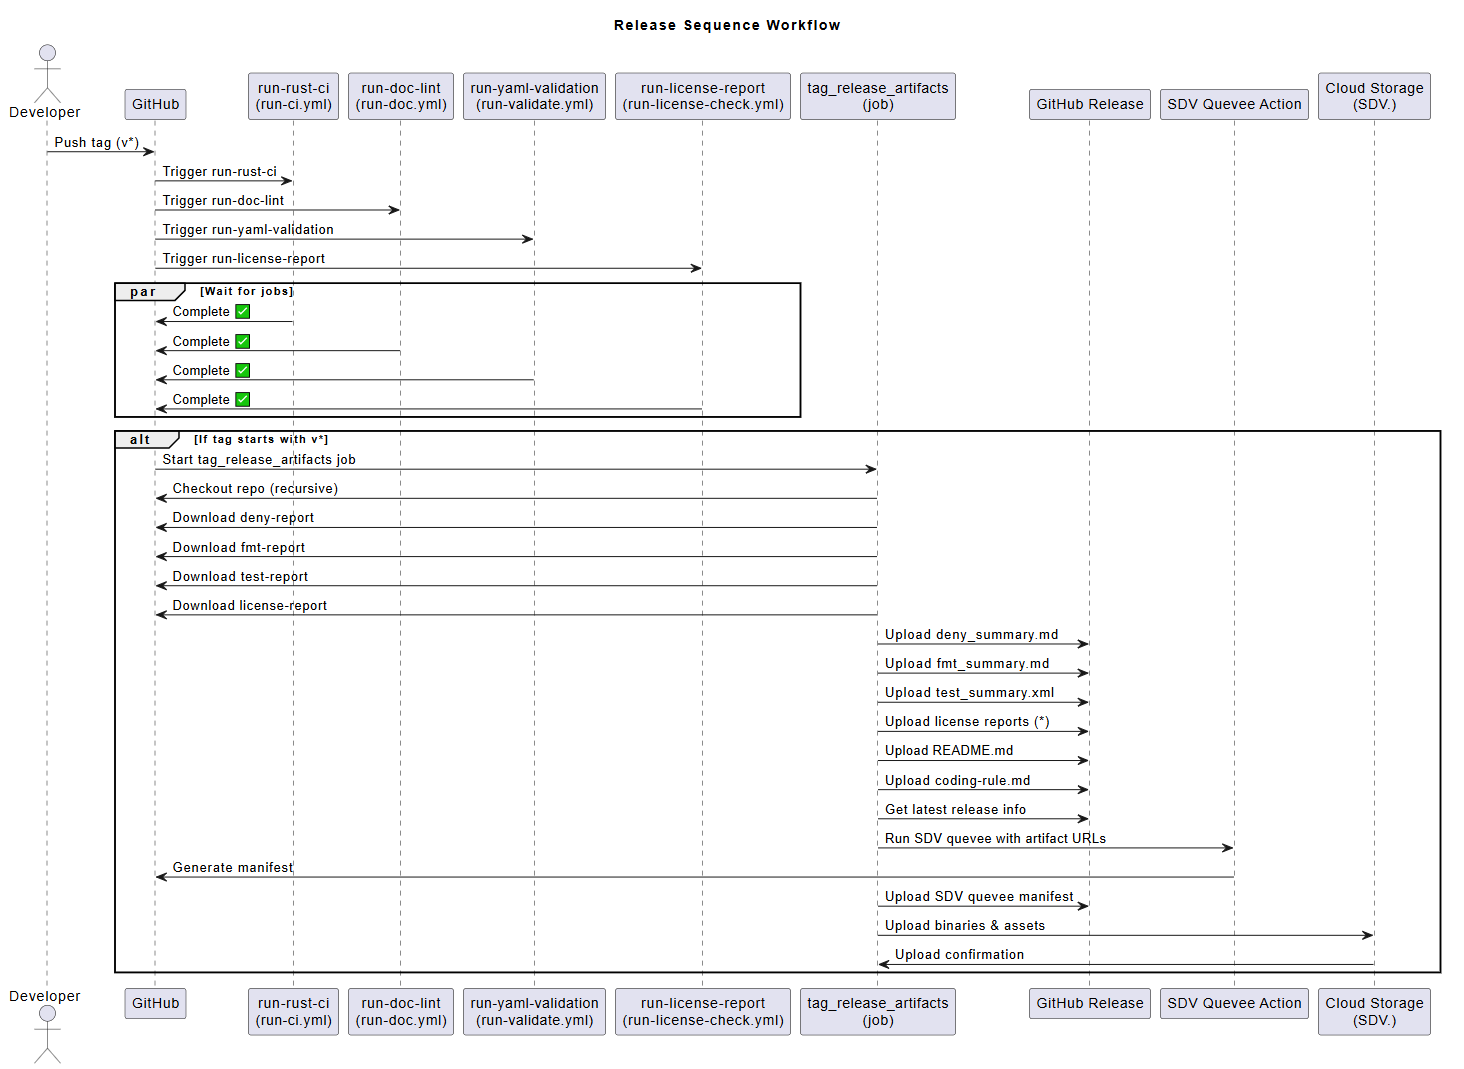 Release Sequence Workflow
Developer
GitHub
run-rust-ci
(run-ci.yml)
run-doc-lint
(run-doc.yml)
run-yaml-validation
(run-validate.yml)
run-license-report
(run-license-check.yml)
tag_release_artifacts
(job)
GitHub Release
SDV Quevee Action
Cloud Storage
(SDV.)
Push tag (v*)
Trigger run-rust-ci
Trigger run-doc-lint
Trigger run-yaml-validation
Trigger run-license-report
par [Wait for jobs]
Complete ✅
Complete ✅
Complete ✅
Complete ✅
alt [If tag starts with v*]
Start tag_release_artifacts job
Checkout repo (recursive)
Download deny-report
Download fmt-report
Download test-report
Download license-report
Upload deny_summary.md
Upload fmt_summary.md
Upload test_summary.xml
Upload license reports (*)
Upload README.md
Upload coding-rule.md
Get latest release info
Run SDV quevee with artifact URLs
Generate manifest
Upload SDV quevee manifest
Upload binaries & assets
Upload confirmation
Developer
GitHub
run-rust-ci
(run-ci.yml)
run-doc-lint
(run-doc.yml)
run-yaml-validation
(run-validate.yml)
run-license-report
(run-license-check.yml)
tag_release_artifacts
(job)
GitHub Release
SDV Quevee Action
Cloud Storage
(SDV.)